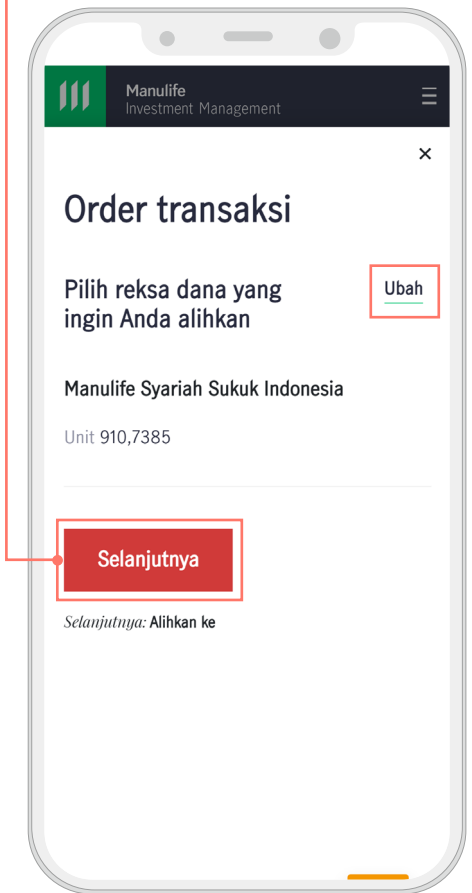 Manulife
Investment Management
Order transaksi
Pilih reksa dana yang
ingin Anda alihkan
Ubah
Manulife Syariah Sukuk Indonesia
Unit 910,7385
Selanjutnya
Selanjutnya: Alihkan ke